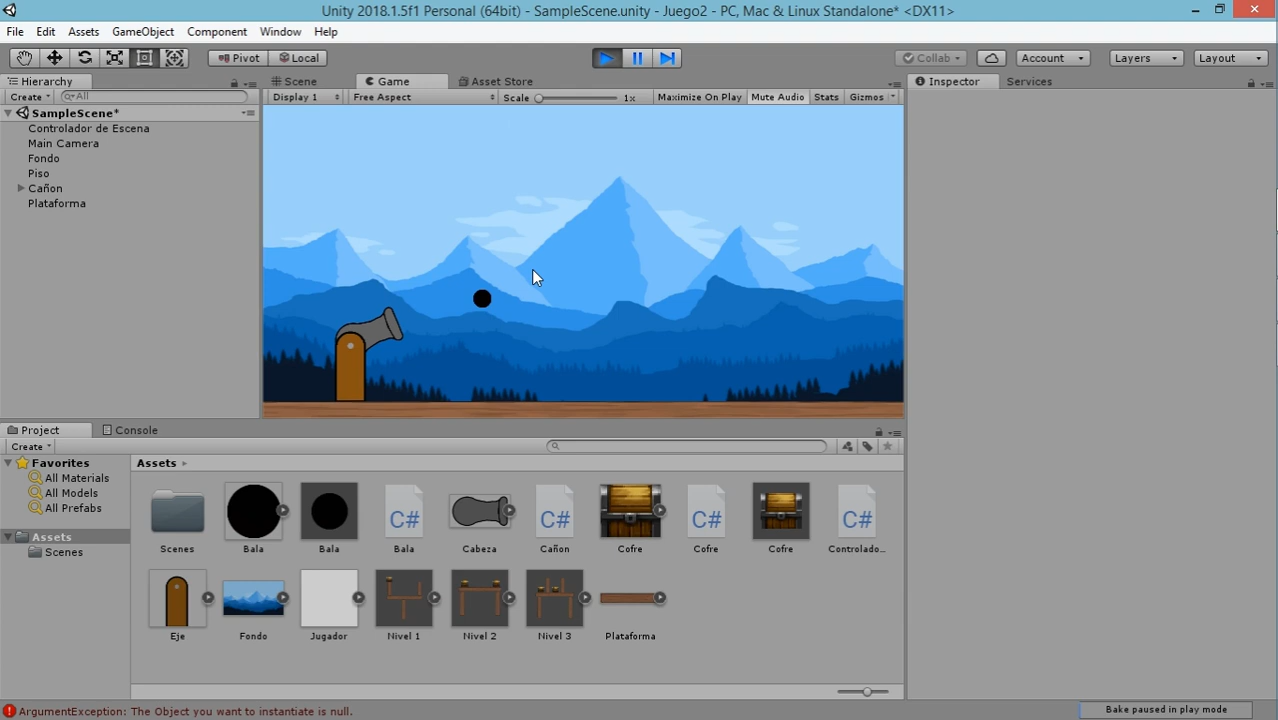 Unity 2018.1.5f1 Personal (64bit) - SampleScene.unity - Juego2 - PC, Mac & Linux Standalone* <DX11>
File Edit Assets GameObject Component Window Help
Pivot Local Collab Account Layers Layout
Hierarchy Scene Game Asset Store Inspector Services
Create All Display 1 Free Aspect Scale 1x Maximize On Play Mute Audio Stats Gizmos
SampleScene*
Controlador de Escena
Main Camera
Fondo
Piso
Cañon
Plataforma
Project Console
Create
Favorites
All Materials
All Models
All Prefabs
Assets
Scenes
Assets
C# C# C# C#
Scenes Bala Bala Bala Cabeza Cañon Cofre Cofre Cofre Controlado...
Eje Fondo Jugador Nivel 1 Nivel 2 Nivel 3 Plataforma
ArgumentException: The Object you want to instantiate is null.
Bake paused in play mode